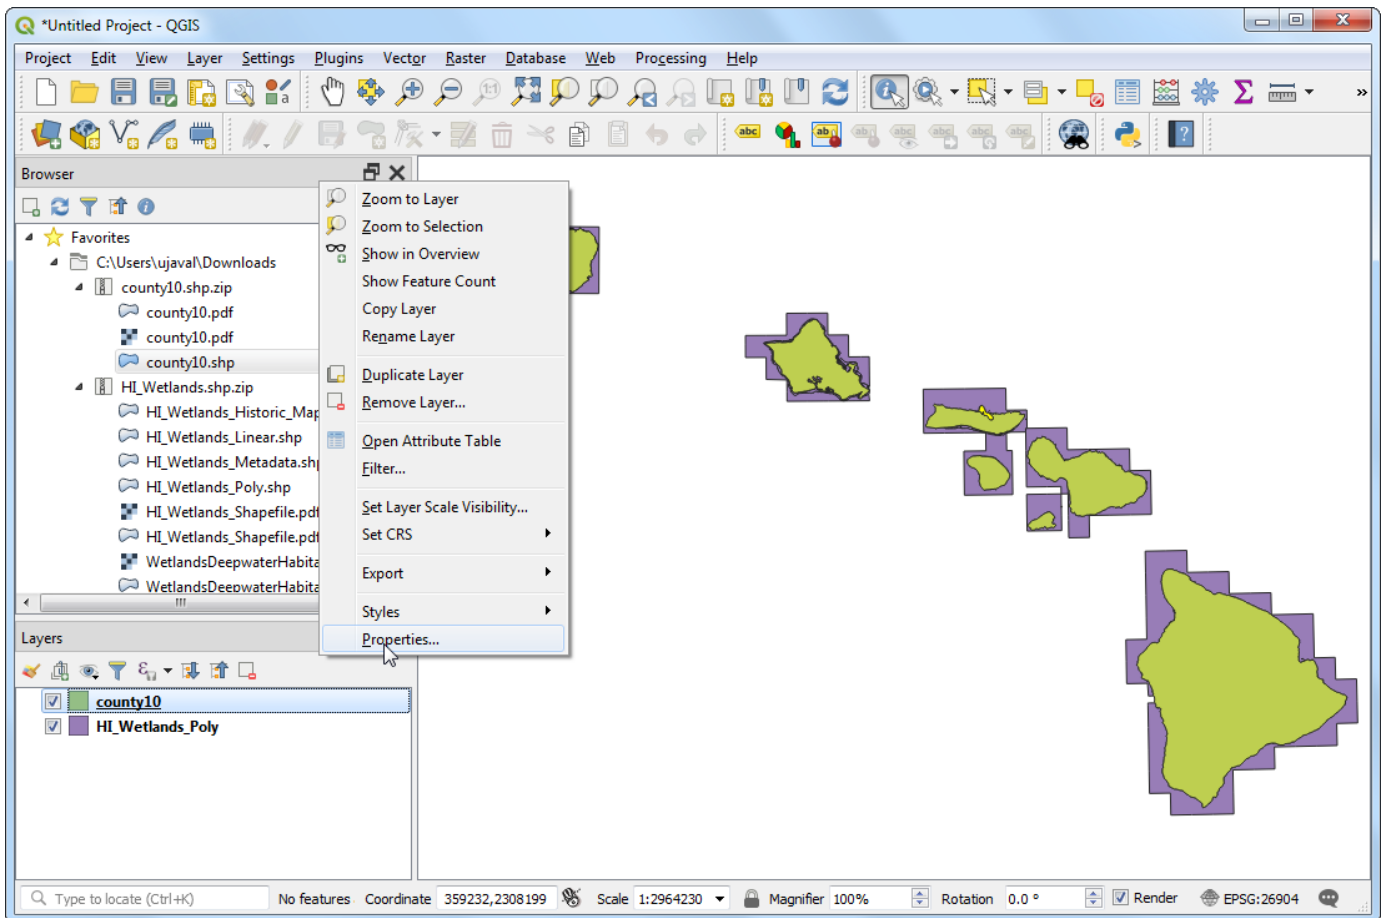 *Untitled Project - QGIS
Project Edit View Layer Settings Plugins Vector Raster Database Web Processing Help
Browser
Favorites
C:\Users\ujaval\Downloads
county10.shp.zip
county10.pdf
county10.pdf
county10.shp
HI_Wetlands.shp.zip
HI_Wetlands_Historic_Map
HI_Wetlands_Linear.shp
HI_Wetlands_Metadata.sh
HI_Wetlands_Poly.shp
HI_Wetlands_Shapefile.pdf
HI_Wetlands_Shapefile.pdf
WetlandsDeepwaterHabita
WetlandsDeepwaterHabita
Zoom to Layer
Zoom to Selection
Show in Overview
Show Feature Count
Copy Layer
Rename Layer
Duplicate Layer
Remove Layer...
Open Attribute Table
Filter...
Set Layer Scale Visibility...
Set CRS
Export
Styles
Properties...
Layers
county10
HI_Wetlands_Poly
Type to locate (Ctrl+K) No features Coordinate 359232,2308199 Scale 1:2964230 Magnifier 100% Rotation 0.0 ° Render EPSG:26904